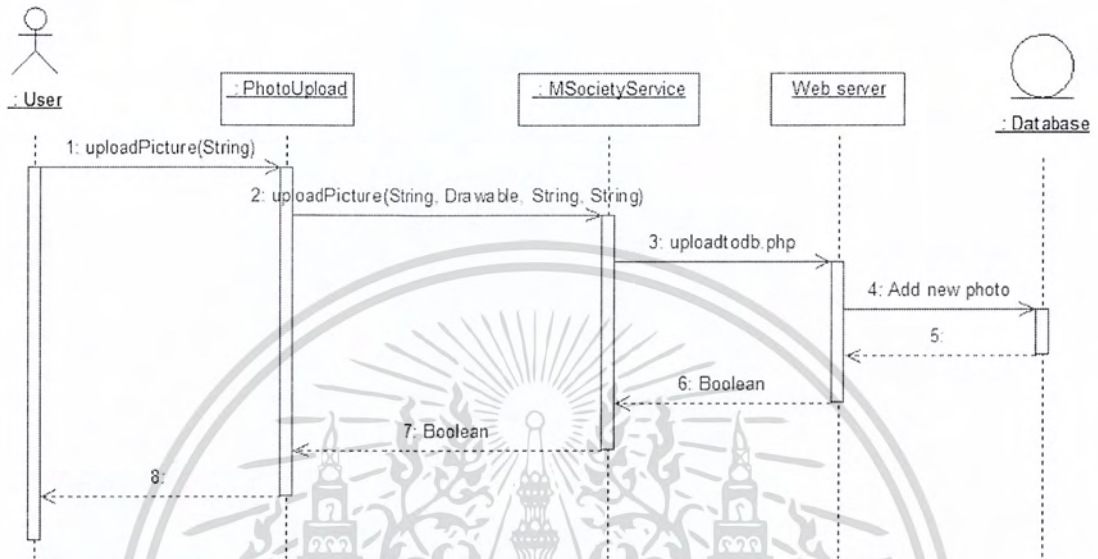 : User
: PhotoUpload
: MSocietyService
Web server
: Database
1: uploadPicture(String)
2: uploadPicture(String, Drawable, String, String)
3: uploadtodb.php
4: Add new photo
5:
6: Boolean
7: Boolean
8: